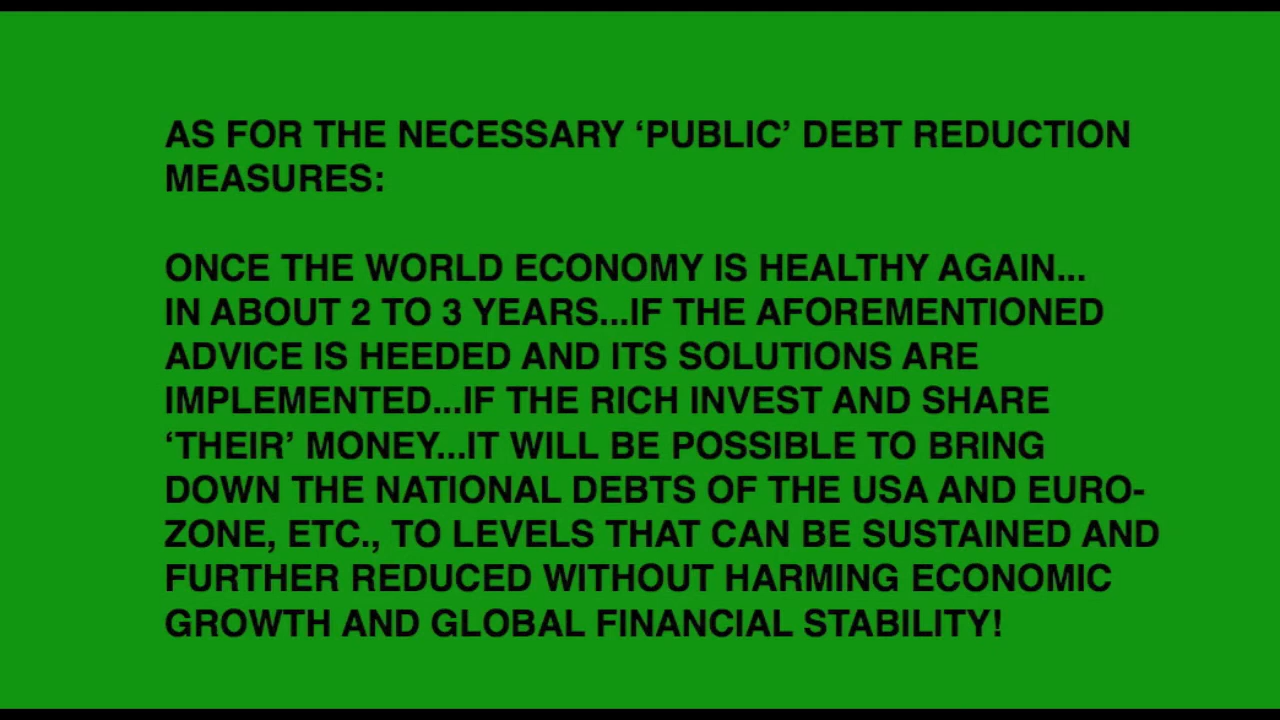 AS FOR THE NECESSARY ‘PUBLIC’ DEBT REDUCTION
MEASURES:
ONCE THE WORLD ECONOMY IS HEALTHY AGAIN...
IN ABOUT 2 TO 3 YEARS...IF THE AFOREMENTIONED
ADVICE IS HEEDED AND ITS SOLUTIONS ARE
IMPLEMENTED...IF THE RICH INVEST AND SHARE
‘THEIR’ MONEY...IT WILL BE POSSIBLE TO BRING
DOWN THE NATIONAL DEBTS OF THE USA AND EURO-
ZONE, ETC., TO LEVELS THAT CAN BE SUSTAINED AND
FURTHER REDUCED WITHOUT HARMING ECONOMIC
GROWTH AND GLOBAL FINANCIAL STABILITY!